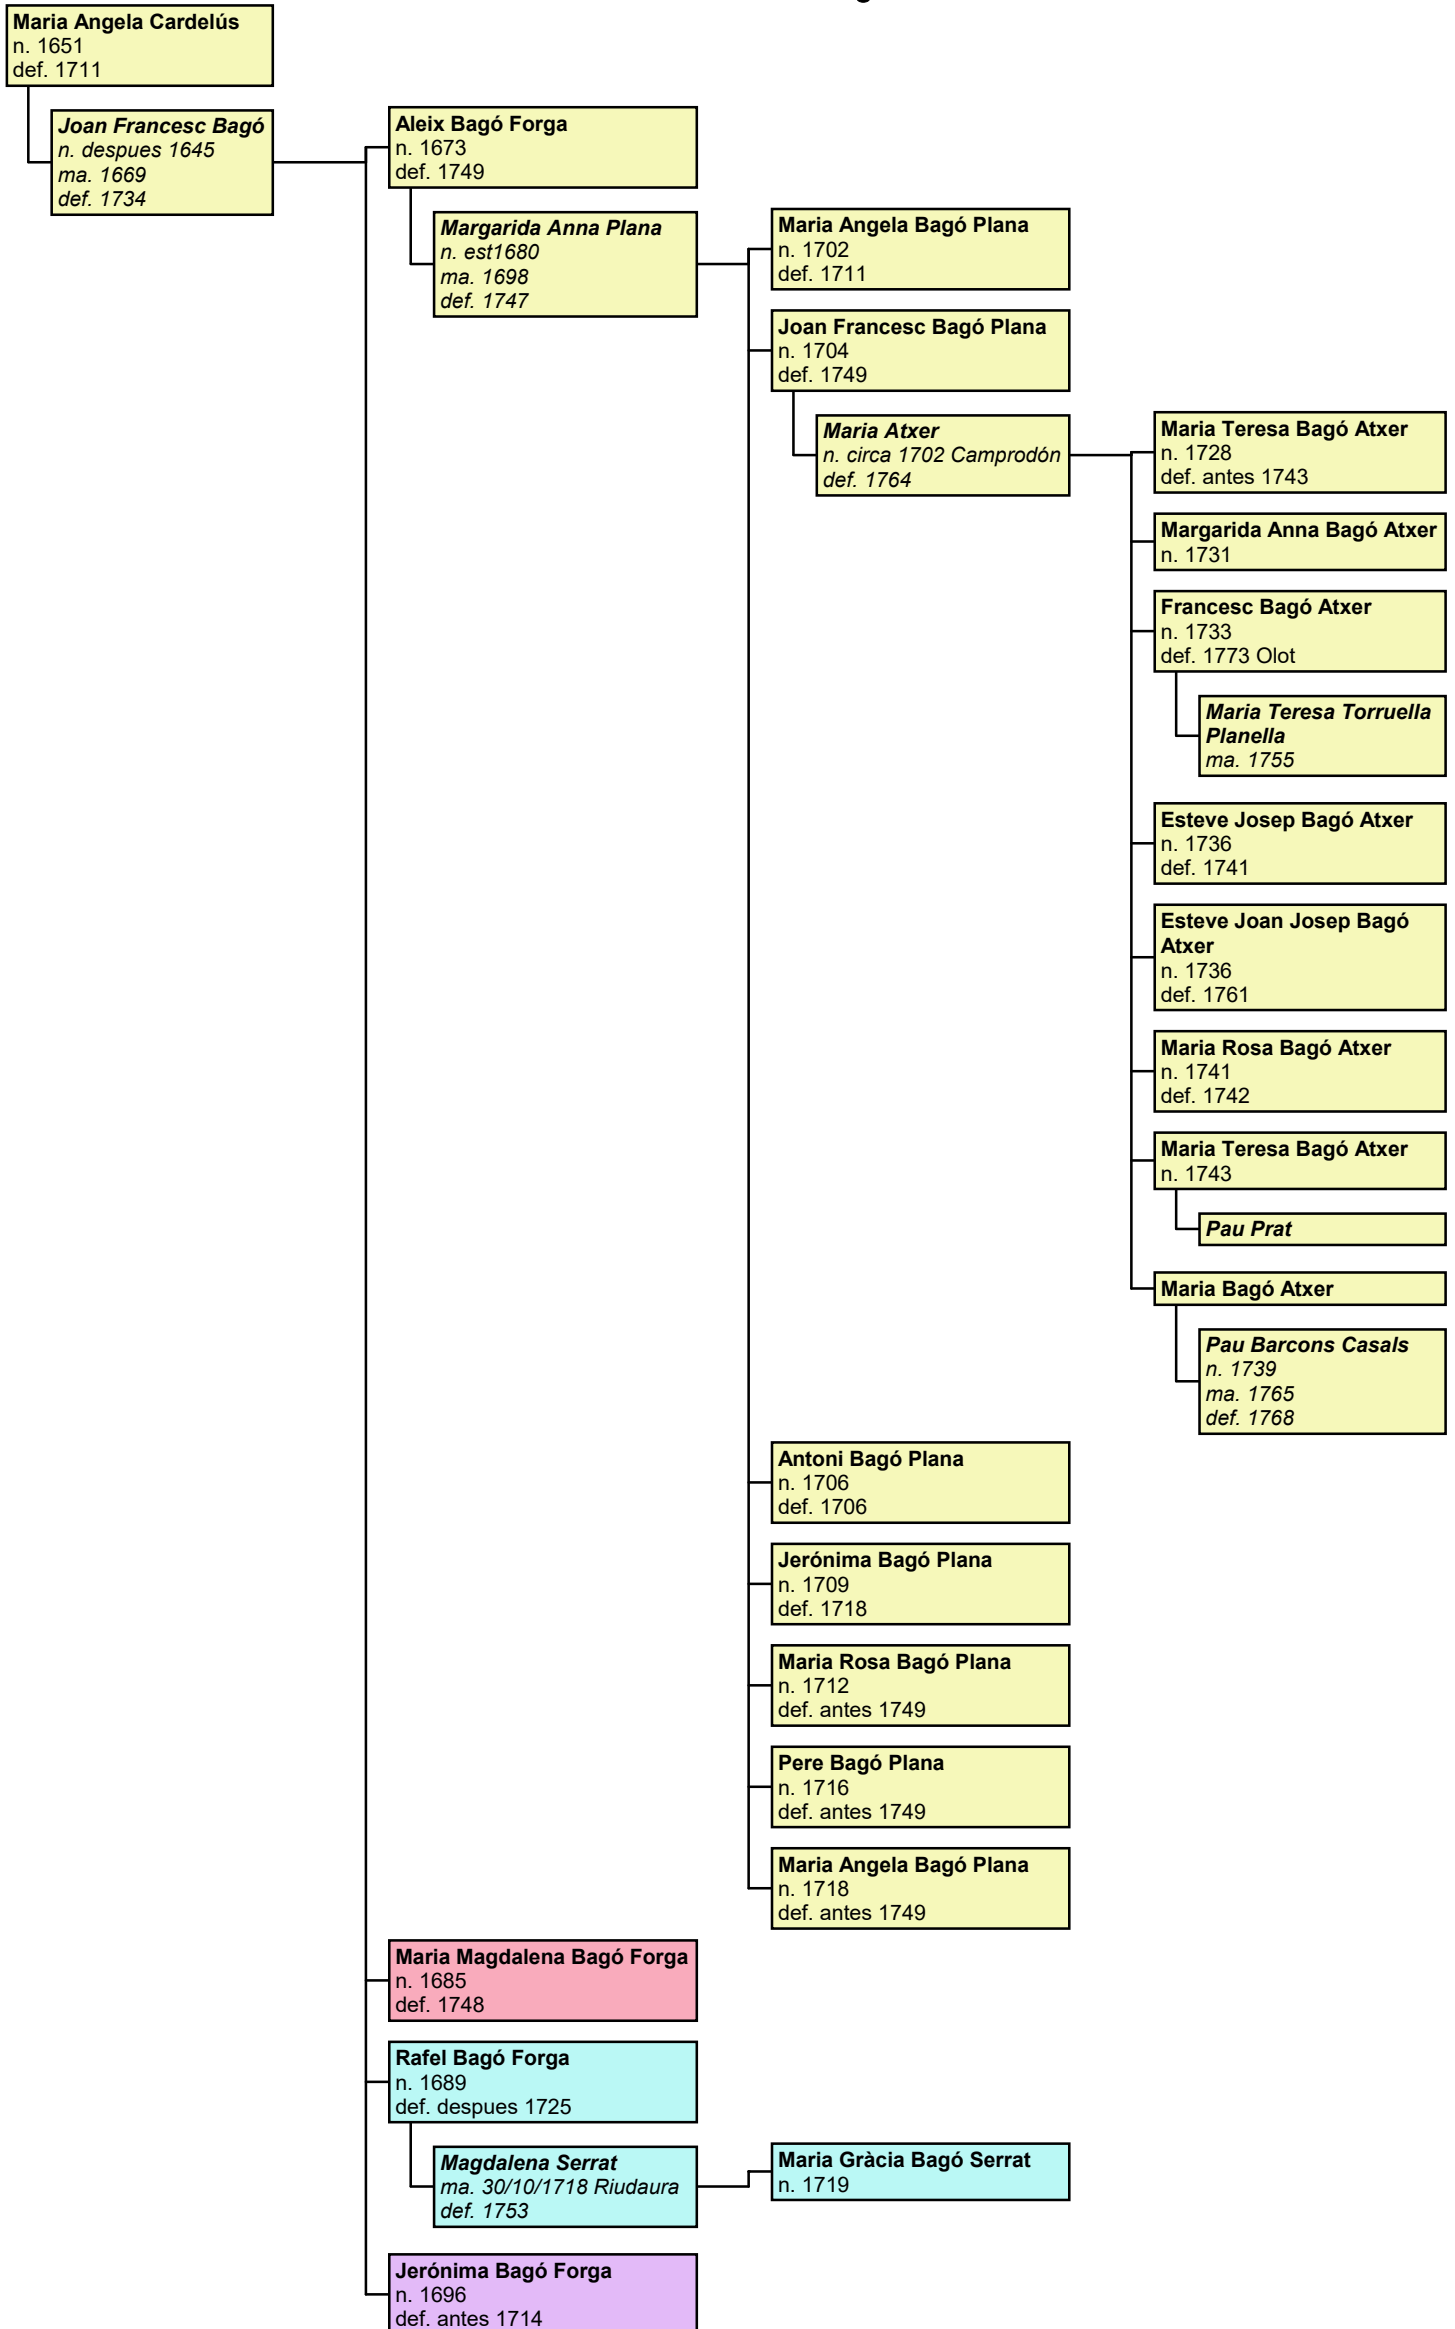 Maria Angela Cardelús
n. 1651
def. 1711
Joan Francesc Bagó
n. despues 1645
ma. 1669
def. 1734
Aleix Bagó Forga
n. 1673
def. 1749
Margarida Anna Plana
n. est1680
ma. 1698
def. 1747
Maria Angela Bagó Plana
n. 1702
def. 1711
Joan Francesc Bagó Plana
n. 1704
def. 1749
Maria Atxer
n. circa 1702 Camprodón
def. 1764
Maria Teresa Bagó Atxer
n. 1728
def. antes 1743
Margarida Anna Bagó Atxer
n. 1731
Francesc Bagó Atxer
n. 1733
def. 1773 Olot
Maria Teresa Torruella
Planella
ma. 1755
Esteve Josep Bagó Atxer
n. 1736
def. 1741
Esteve Joan Josep Bagó
Atxer
n. 1736
def. 1761
Maria Rosa Bagó Atxer
n. 1741
def. 1742
Maria Teresa Bagó Atxer
n. 1743
Pau Prat
Maria Bagó Atxer
Pau Barcons Casals
n. 1739
ma. 1765
def. 1768
Antoni Bagó Plana
n. 1706
def. 1706
Jerónima Bagó Plana
n. 1709
def. 1718
Maria Rosa Bagó Plana
n. 1712
def. antes 1749
Pere Bagó Plana
n. 1716
def. antes 1749
Maria Angela Bagó Plana
n. 1718
def. antes 1749
Maria Magdalena Bagó Forga
n. 1685
def. 1748
Rafel Bagó Forga
n. 1689
def. despues 1725
Magdalena Serrat
ma. 30/10/1718 Riudaura
def. 1753
Maria Gràcia Bagó Serrat
n. 1719
Jerónima Bagó Forga
n. 1696
def. antes 1714